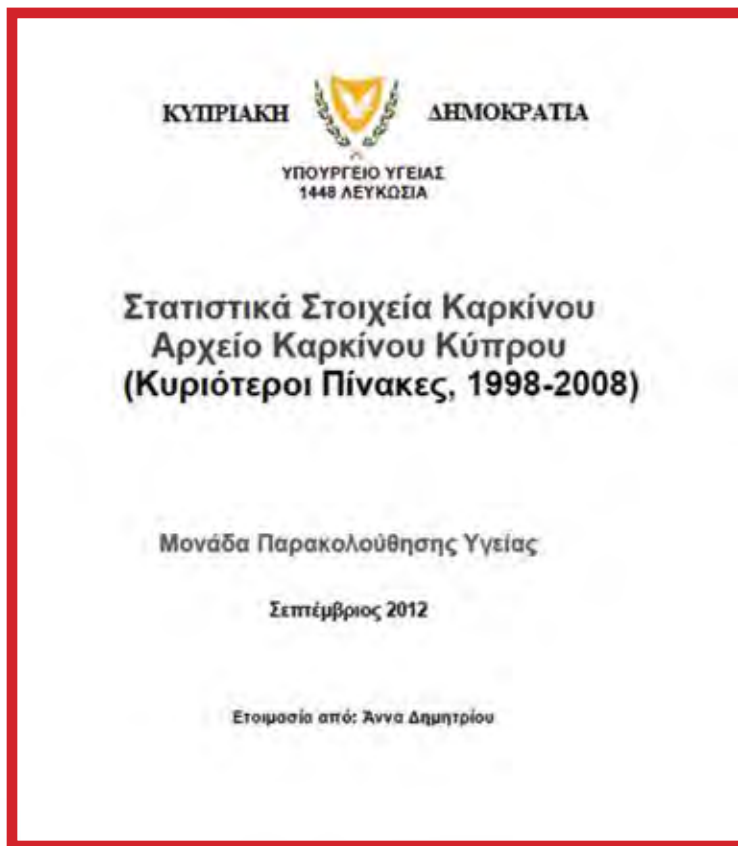 ΚΥΠΡΙΑΚΗ ΔΗΜΟΚΡΑΤΙΑ
ΥΠΟΥΡΓΕΙΟ ΥΓΕΙΑΣ
1448 ΛΕΥΚΩΣΙΑ
Στατιστικά Στοιχεία Καρκίνου
Αρχείο Καρκίνου Κύπρου
(Κυριότεροι Πίνακες, 1998-2008)
Μονάδα Παρακολούθησης Υγείας
Σεπτέμβριος 2012
Ετοιμασία από: Άννα Δημητρίου